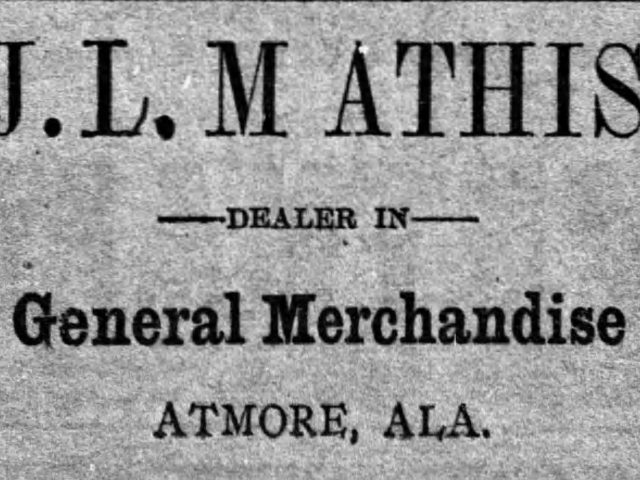 J. L. M ATHIS
——DEALER IN——
General Merchandise
ATMORE, ALA.